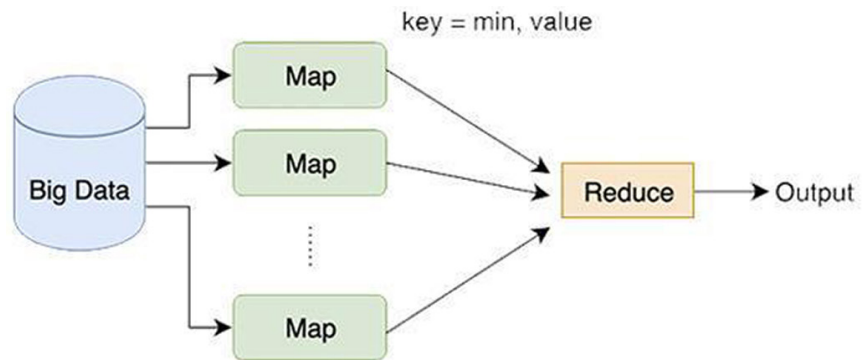 key = min, value
Map
Map
Big Data
Reduce
Output
Map